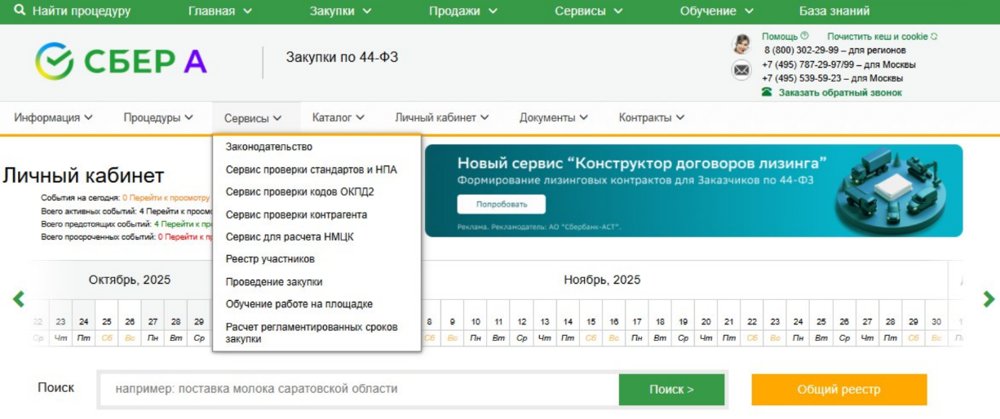 Найти процедуру Главная Закупки Продажи Сервисы Обучение База знаний
СБЕР А
Закупки по 44-ФЗ
Помощь Почистить кеш и cookie
8 (800) 302-29-99 – для регионов
+7 (495) 787-29-97/99 – для Москвы
+7 (495) 539-59-23 – для Москвы
Заказать обратный звонок
Информация Процедуры Сервисы Каталог Личный кабинет Документы Контракты
Законодательство
Сервис проверки стандартов и НПА
Сервис проверки кодов ОКПД2
Сервис проверки контрагента
Сервис для расчета НМЦК
Реестр участников
Проведение закупки
Обучение работе на площадке
Расчет регламентированных сроков
закупки
Личный кабинет
События на сегодня: 0 Перейти к просмотру
Всего активных событий: 4 Перейти к просм
Всего предстоящих событий: 4 Перейти к пр
Всего просроченных событий: 0 Перейти к п
Новый сервис “Конструктор договоров лизинга”
Формирование лизинговых контрактов для Заказчиков по 44-ФЗ
Попробовать
Реклама. Рекламодатель: АО "Сбербанк-АСТ".
Октябрь, 2025 Ноябрь, 2025
22 23 24 25 26 27 28 29 8 9 10 11 12 13 14 15 16 17 18 19 20 21 22 23 24 25 26 27 28 29 30 1
Ср Чт Пт Сб Вс Пн Вт Ср Сб Вс Пн Вт Ср Чт Пт Сб Вс Пн Вт Ср Чт Пт Сб Вс Пн Вт Ср Чт Пт Сб Вс
Поиск например: поставка молока саратовской области Поиск > Общий реестр